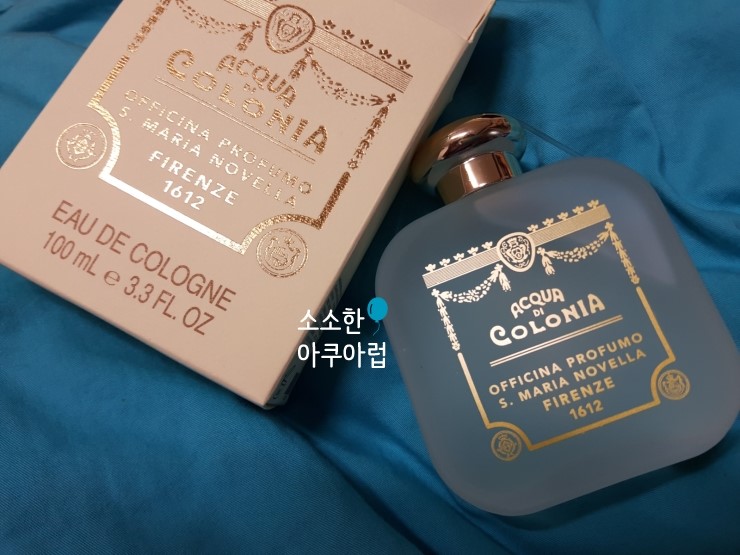 ACQUA
DI
COLONIA
OFFICINA PROFUMO
S. MARIA NOVELLA
FIRENZE
1612
EAU DE COLOGNE
100 mL e 3.3 FL. OZ
소소한
아쿠아럽
ACQUA
DI
COLONIA
OFFICINA PROFUMO
S. MARIA NOVELLA
FIRENZE
1612